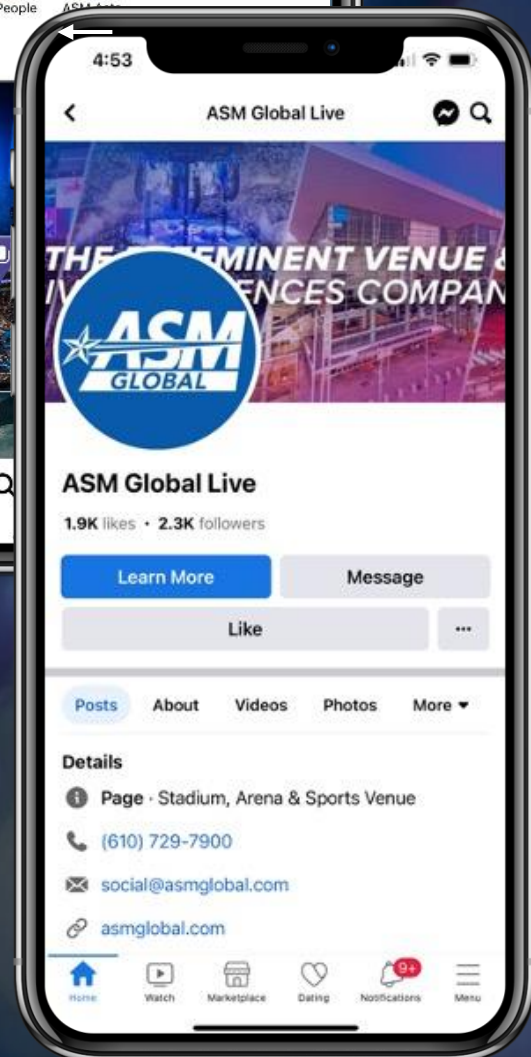 People ASM Acts
4:53
ASM Global Live
THE EMINENT VENUE &
ENCES COMPAN
ASM
GLOBAL
ASM Global Live
1.9K likes • 2.3K followers
Learn More Message
Like ...
Posts About Videos Photos More
Details
Page · Stadium, Arena & Sports Venue
(610) 729-7900
social@asmglobal.com
asmglobal.com
9+
Home Watch Marketplace Dating Notifications Menu